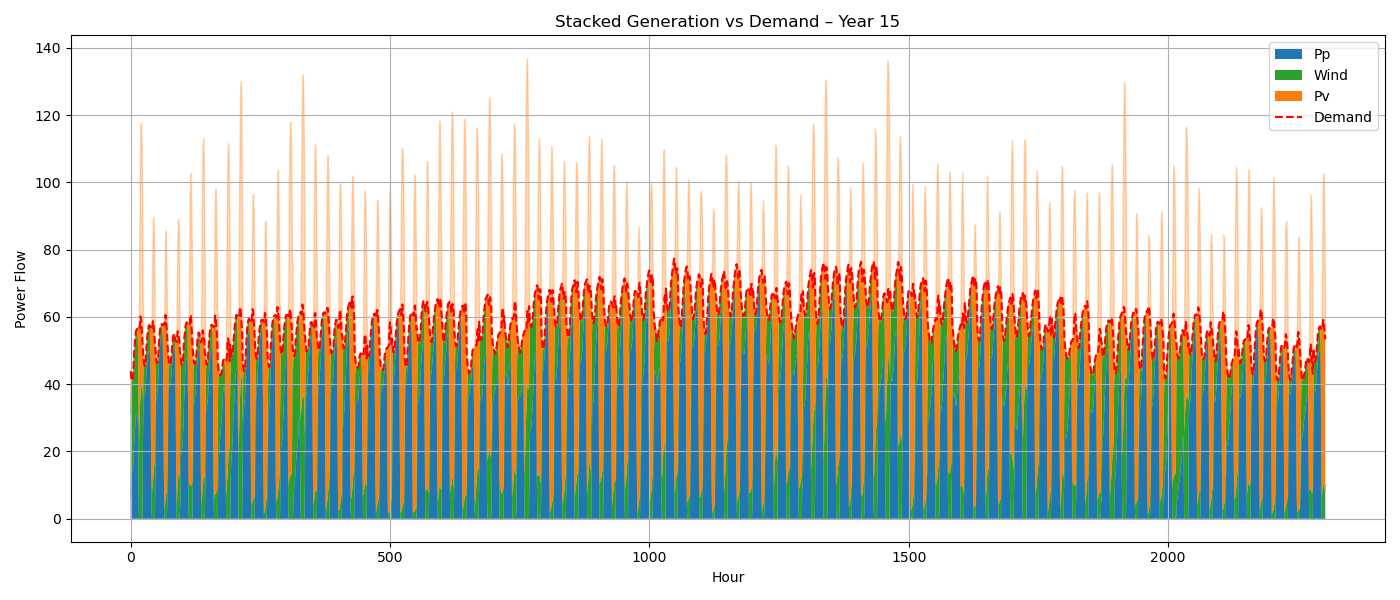 Stacked Generation vs Demand – Year 15
Power Flow
140
120
100
80
60
40
20
0
0 500 1000 1500 2000
Hour
Pp
Wind
Pv
Demand